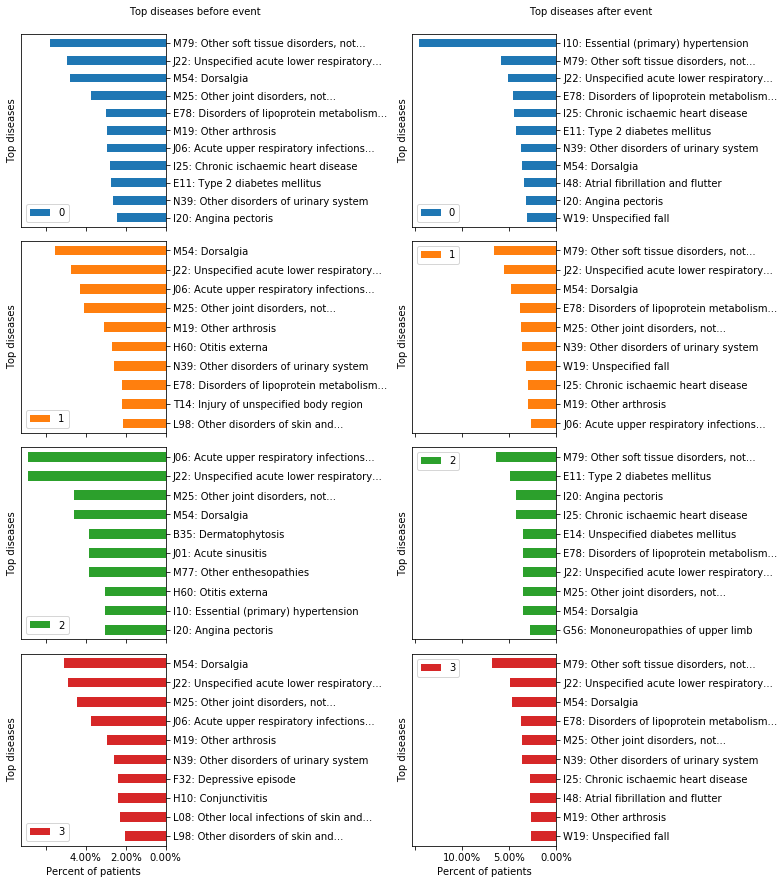 Top diseases before event
Top diseases
M79: Other soft tissue disorders, not...
J22: Unspecified acute lower respiratory...
M54: Dorsalgia
M25: Other joint disorders, not...
E78: Disorders of lipoprotein metabolism...
M19: Other arthrosis
J06: Acute upper respiratory infections...
I25: Chronic ischaemic heart disease
E11: Type 2 diabetes mellitus
N39: Other disorders of urinary system
I20: Angina pectoris
0
Top diseases
M54: Dorsalgia
J22: Unspecified acute lower respiratory...
J06: Acute upper respiratory infections...
M25: Other joint disorders, not...
M19: Other arthrosis
H60: Otitis externa
N39: Other disorders of urinary system
E78: Disorders of lipoprotein metabolism...
T14: Injury of unspecified body region
L98: Other disorders of skin and...
1
Top diseases
J06: Acute upper respiratory infections...
J22: Unspecified acute lower respiratory...
M25: Other joint disorders, not...
M54: Dorsalgia
B35: Dermatophytosis
J01: Acute sinusitis
M77: Other enthesopathies
H60: Otitis externa
I10: Essential (primary) hypertension
I20: Angina pectoris
2
Top diseases
M54: Dorsalgia
J22: Unspecified acute lower respiratory...
M25: Other joint disorders, not...
J06: Acute upper respiratory infections...
M19: Other arthrosis
N39: Other disorders of urinary system
F32: Depressive episode
H10: Conjunctivitis
L08: Other local infections of skin and...
L98: Other disorders of skin and...
3
4.00% 2.00% 0.00%
Percent of patients
Top diseases after event
Top diseases
I10: Essential (primary) hypertension
M79: Other soft tissue disorders, not...
J22: Unspecified acute lower respiratory...
E78: Disorders of lipoprotein metabolism...
I25: Chronic ischaemic heart disease
E11: Type 2 diabetes mellitus
N39: Other disorders of urinary system
M54: Dorsalgia
I48: Atrial fibrillation and flutter
I20: Angina pectoris
W19: Unspecified fall
0
Top diseases
1
M79: Other soft tissue disorders, not...
J22: Unspecified acute lower respiratory...
M54: Dorsalgia
E78: Disorders of lipoprotein metabolism...
M25: Other joint disorders, not...
N39: Other disorders of urinary system
W19: Unspecified fall
I25: Chronic ischaemic heart disease
M19: Other arthrosis
J06: Acute upper respiratory infections...
Top diseases
2
M79: Other soft tissue disorders, not...
E11: Type 2 diabetes mellitus
I20: Angina pectoris
I25: Chronic ischaemic heart disease
E14: Unspecified diabetes mellitus
E78: Disorders of lipoprotein metabolism...
J22: Unspecified acute lower respiratory...
M25: Other joint disorders, not...
M54: Dorsalgia
G56: Mononeuropathies of upper limb
Top diseases
3
M79: Other soft tissue disorders, not...
J22: Unspecified acute lower respiratory...
M54: Dorsalgia
E78: Disorders of lipoprotein metabolism...
M25: Other joint disorders, not...
N39: Other disorders of urinary system
I25: Chronic ischaemic heart disease
I48: Atrial fibrillation and flutter
M19: Other arthrosis
W19: Unspecified fall
10.00% 5.00% 0.00%
Percent of patients